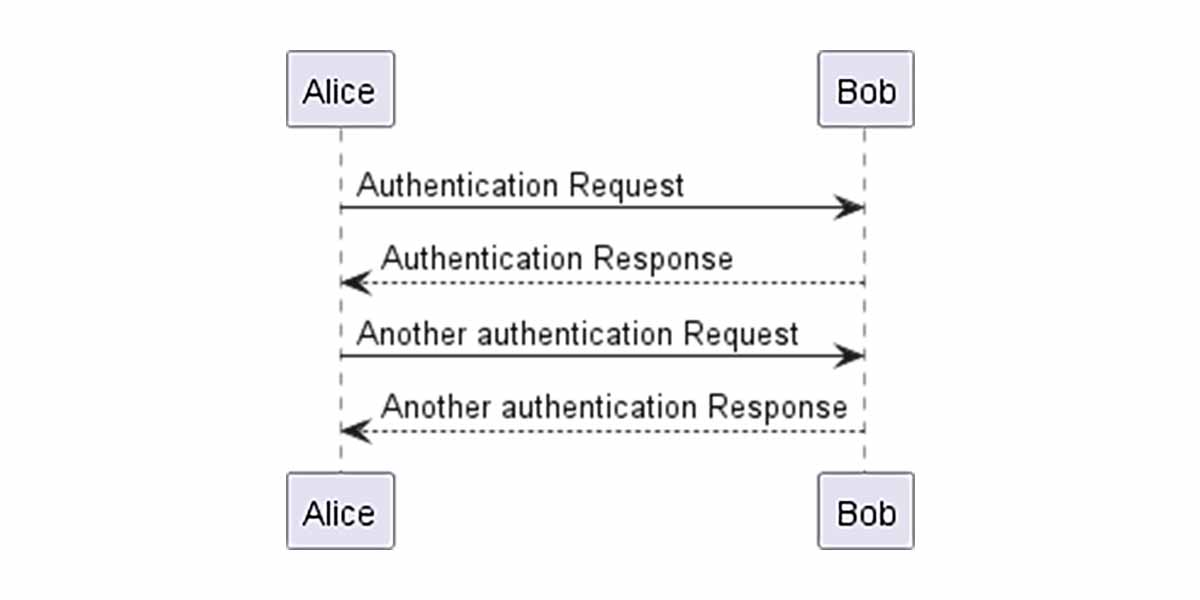 Alice
Bob
Authentication Request
Authentication Response
Another authentication Request
Another authentication Response
Alice
Bob